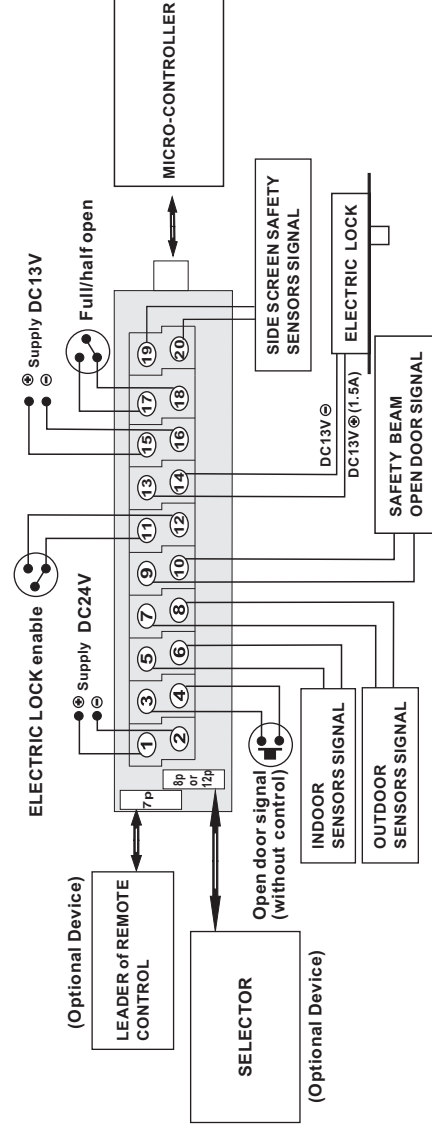 MICRO-CONTROLLER
⊕ Supply DC13V
⊖
Full/half open
ELECTRIC LOCK enable
⊕ Supply DC24V
⊖
19
20
17
18
15
16
13
14
11
12
9
10
7
8
5
6
3
4
1
2
7p
8p
or
12p
SIDE SCREEN SAFETY
SENSORS SIGNAL
ELECTRIC LOCK
DC13V ⊖
DC13V ⊕ (1.5A)
SAFETY BEAM
OPEN DOOR SIGNAL
INDOOR
SENSORS SIGNAL
OUTDOOR
SENSORS SIGNAL
Open door signal
(without control)
(Optional Device)
LEADER of REMOTE
CONTROL
SELECTOR
(Optional Device)